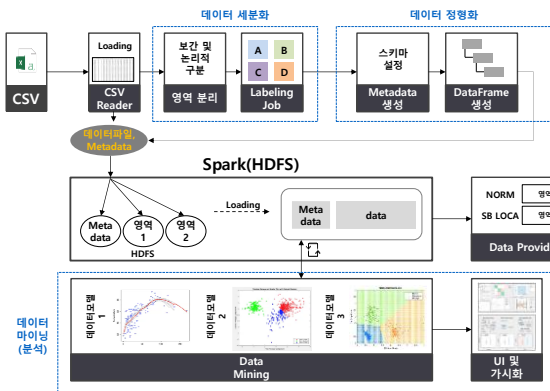 데이터 세분화
데이터 정형화
CSV
Loading
CSV
Reader
보간 및
논리적
구분
영역 분리
A
B
C
D
Labeling
Job
스키마
설정
Metadata
생성
DataFrame
생성
데이터파일,
Metadata
Spark(HDFS)
Meta
data
영역
1
영역
2
HDFS
Loading
Meta
data
data
NORM
영역
SB LOCA
영역
Data Provid
데이터
마이닝
(분석)
데이터모델
1
데이터모델
2
데이터모델
3
Data
Mining
UI 및
가시화